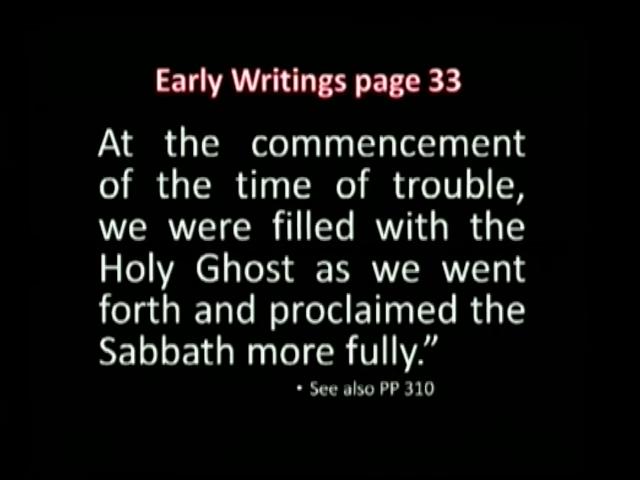 Early Writings page 33
At the commencement
of the time of trouble,
we were filled with the
Holy Ghost as we went
forth and proclaimed the
Sabbath more fully.”
• See also PP 310